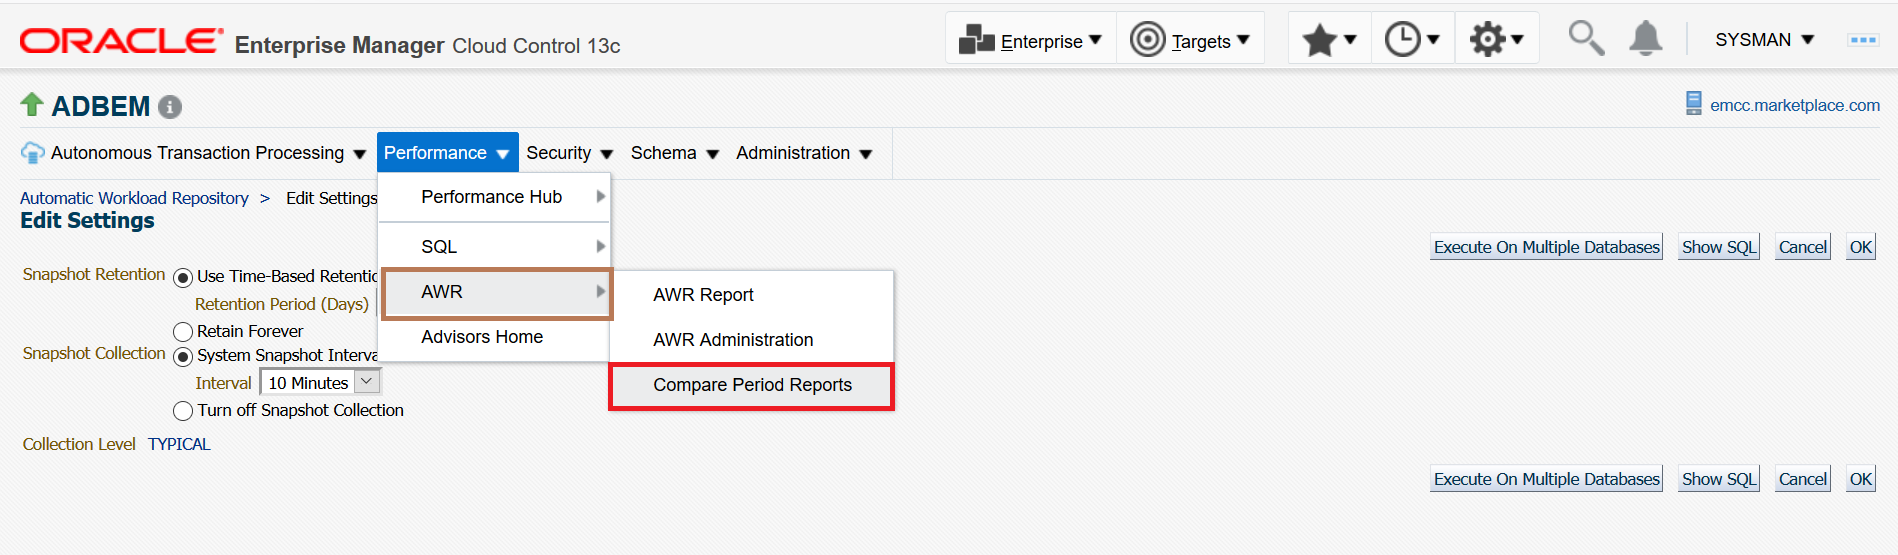 ORACLE Enterprise Manager Cloud Control 13c
Enterprise Targets SYSMAN
ADBEM
emcc.marketplace.com
Autonomous Transaction Processing Performance Security Schema Administration
Automatic Workload Repository > Edit Settings
Edit Settings
Performance Hub
SQL
AWR
Advisors Home
AWR Report
AWR Administration
Compare Period Reports
Execute On Multiple Databases Show SQL Cancel OK
Snapshot Retention Use Time-Based
Retention Period (Days)
Retain Forever
Snapshot Collection System Snapshot
Interval 10 Minutes
Turn off Snapshot Collection
Collection Level TYPICAL
Execute On Multiple Databases Show SQL Cancel OK